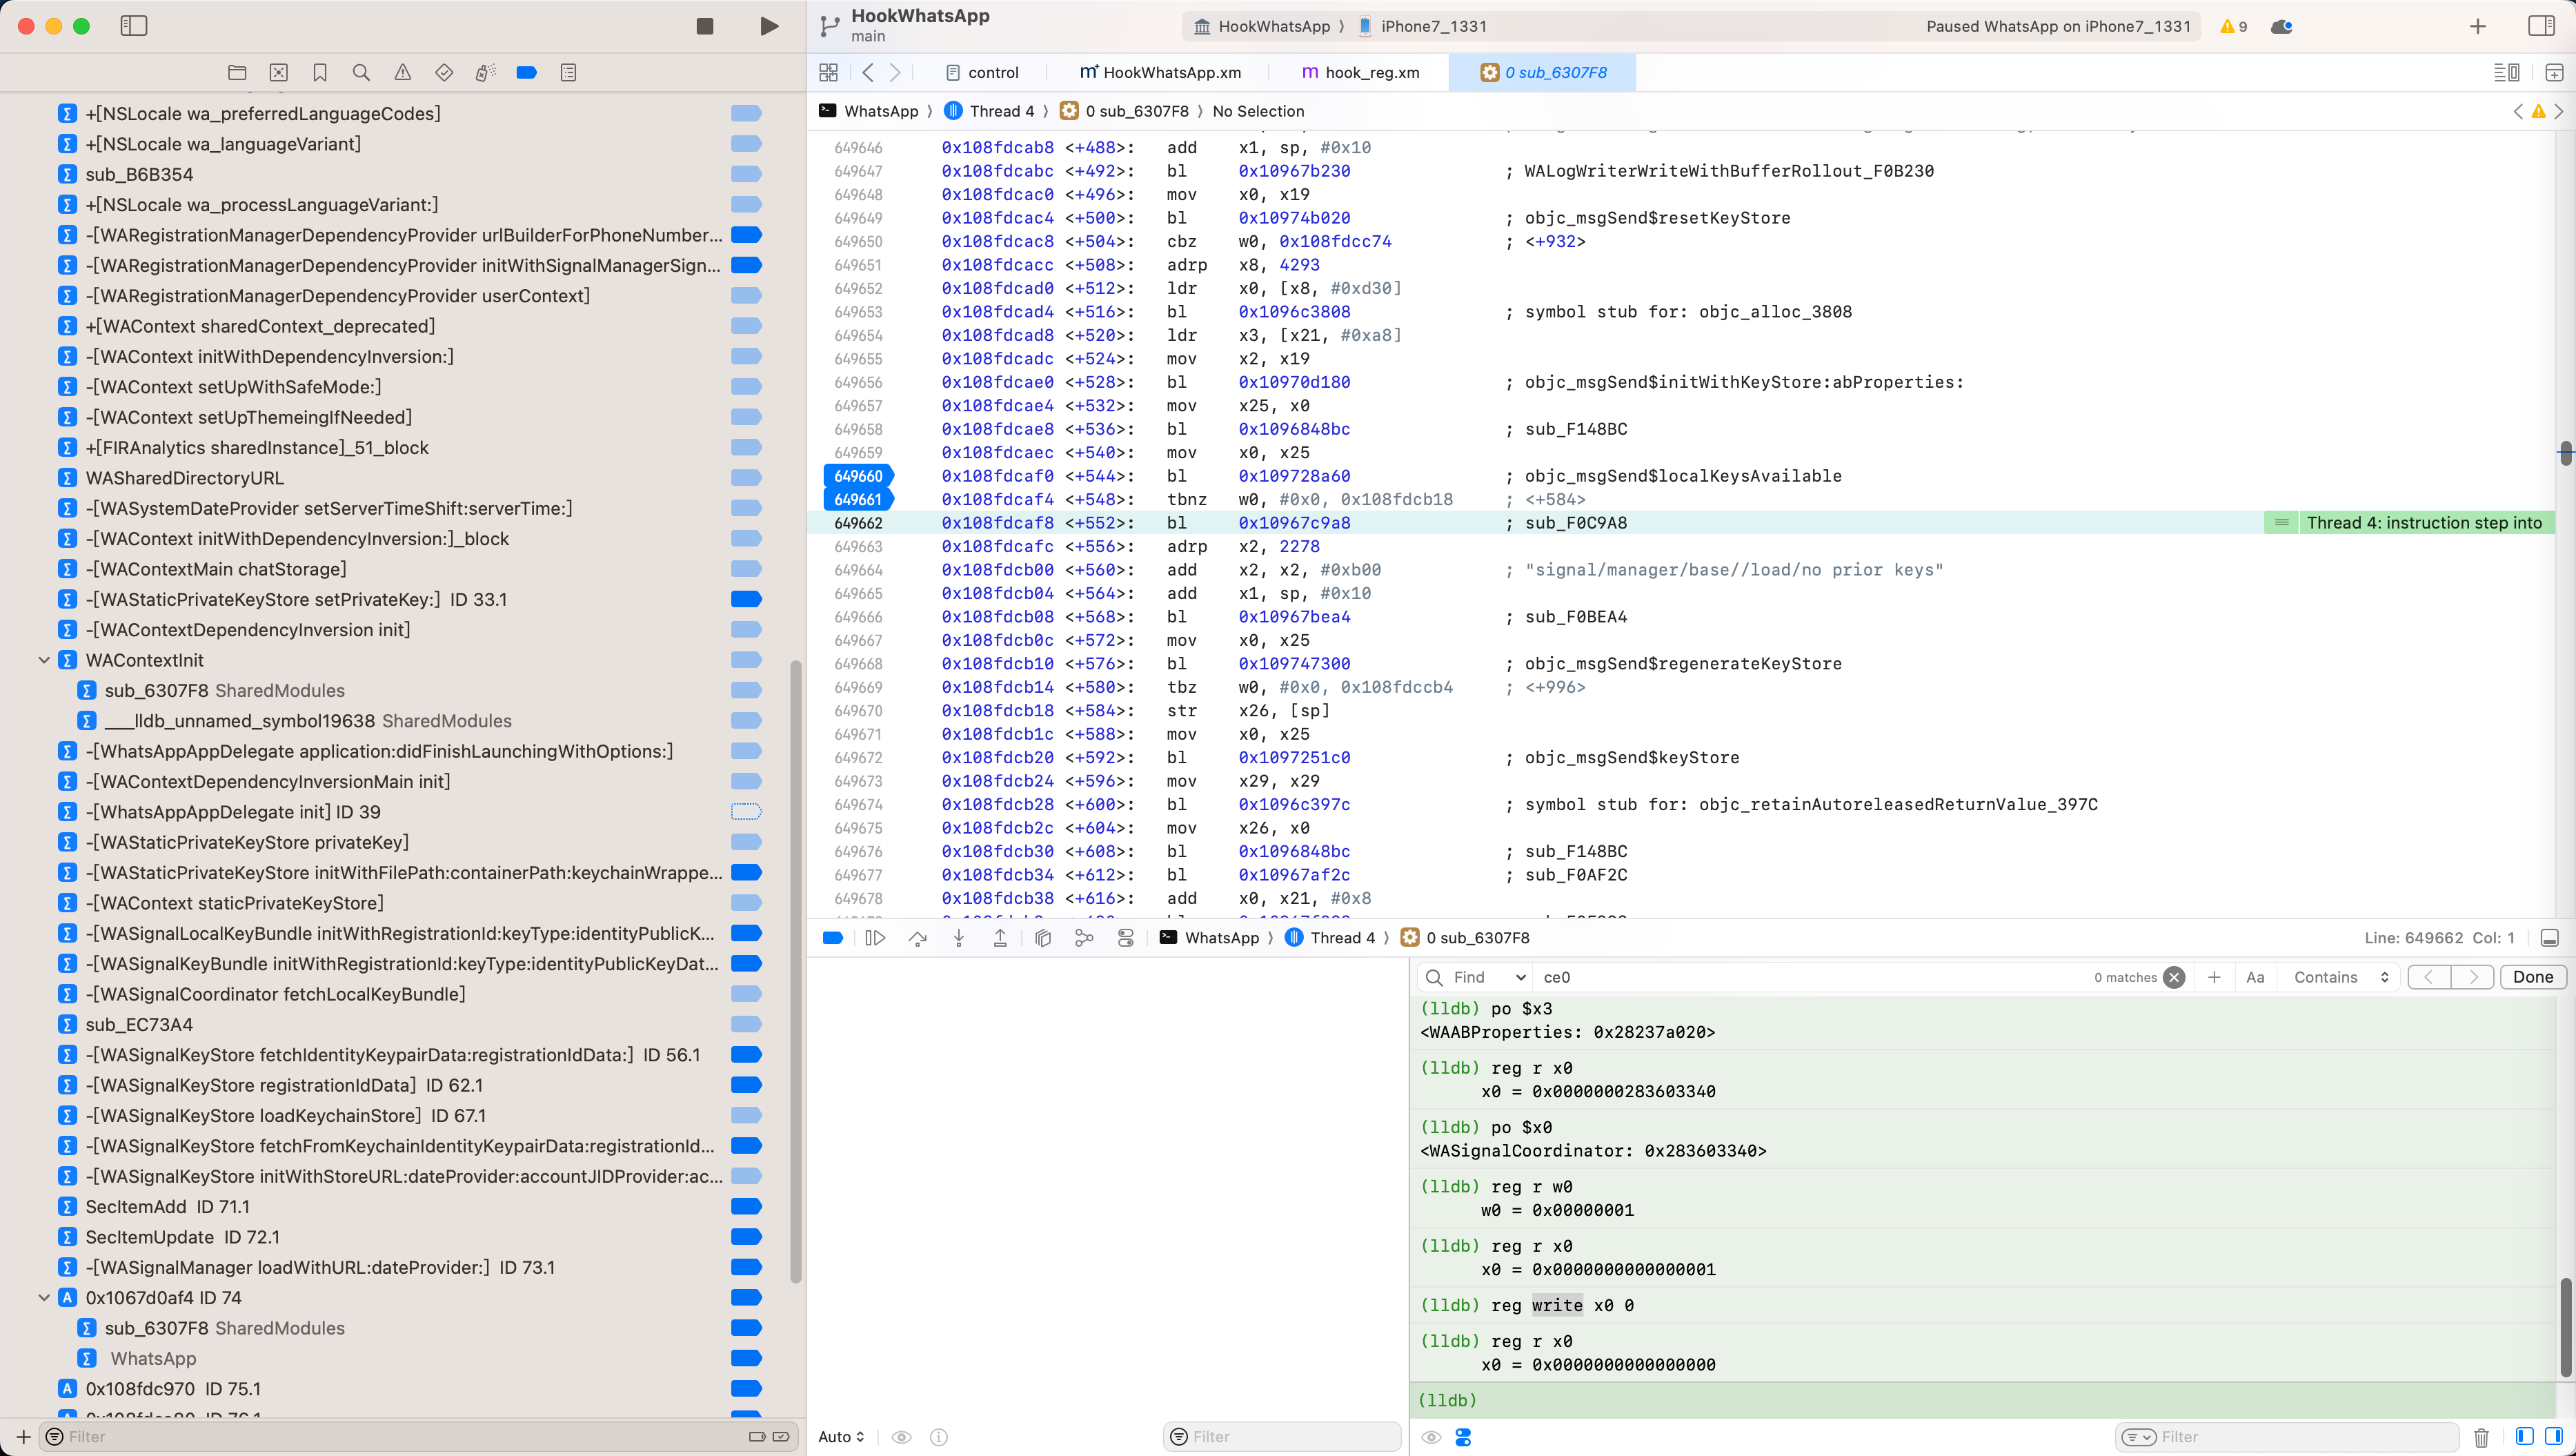 HookWhatsApp
main
HookWhatsApp 〉 iPhone7_1331
Paused WhatsApp on iPhone7_1331
9
control
HookWhatsApp.xm
m hook_reg.xm
0 sub_6307F8
WhatsApp 〉 Thread 4 〉 0 sub_6307F8 〉 No Selection
+[NSLocale wa_preferredLanguageCodes]
+[NSLocale wa_languageVariant]
sub_B6B354
+[NSLocale wa_processLanguageVariant:]
-[WARegistrationManagerDependencyProvider urlBuilderForPhoneNumber...
-[WARegistrationManagerDependencyProvider initWithSignalManagerSign...
-[WARegistrationManagerDependencyProvider userContext]
+[WAContext sharedContext_deprecated]
-[WAContext initWithDependencyInversion:]
-[WAContext setUpWithSafeMode:]
-[WAContext setUpThemeingIfNeeded]
+[FIRAnalytics sharedInstance]_51_block
WASharedDirectoryURL
-[WASystemDateProvider setServerTimeShift:serverTime:]
-[WAContext initWithDependencyInversion:]_block
-[WAContextMain chatStorage]
-[WAStaticPrivateKeyStore setPrivateKey:] ID 33.1
-[WAContextDependencyInversion init]
WAContextInit
sub_6307F8 SharedModules
___lldb_unnamed_symbol19638 SharedModules
-[WhatsAppAppDelegate application:didFinishLaunchingWithOptions:]
-[WAContextDependencyInversionMain init]
-[WhatsAppAppDelegate init] ID 39
-[WAStaticPrivateKeyStore privateKey]
-[WAStaticPrivateKeyStore initWithFilePath:containerPath:keychainWrappe...
-[WAContext staticPrivateKeyStore]
-[WASignalLocalKeyBundle initWithRegistrationId:keyType:identityPublicK...
-[WASignalKeyBundle initWithRegistrationId:keyType:identityPublicKeyDat...
-[WASignalCoordinator fetchLocalKeyBundle]
sub_EC73A4
-[WASignalKeyStore fetchIdentityKeypairData:registrationIdData:] ID 56.1
-[WASignalKeyStore registrationIdData] ID 62.1
-[WASignalKeyStore loadKeychainStore] ID 67.1
-[WASignalKeyStore fetchFromKeychainIdentityKeypairData:registrationId...
-[WASignalKeyStore initWithStoreURL:dateProvider:accountJIDProvider:ac...
SecItemAdd ID 71.1
SecItemUpdate ID 72.1
-[WASignalManager loadWithURL:dateProvider:] ID 73.1
A 0x1067d0af4 ID 74
sub_6307F8 SharedModules
WhatsApp
A 0x108fdc970 ID 75.1
Filter
649646 0x108fdcab8 <+488>: add x1, sp, #0x10
649647 0x108fdcabc <+492>: bl 0x10967b230 ; WALogWriterWriteWithBufferRollout_F0B230
649648 0x108fdcac0 <+496>: mov x0, x19
649649 0x108fdcac4 <+500>: bl 0x10974b020 ; objc_msgSend$resetKeyStore
649650 0x108fdcac8 <+504>: cbz w0, 0x108fdcc74 ; <+932>
649651 0x108fdcacc <+508>: adrp x8, 4293
649652 0x108fdcad0 <+512>: ldr x0, [x8, #0xd30]
649653 0x108fdcad4 <+516>: bl 0x1096c3808 ; symbol stub for: objc_alloc_3808
649654 0x108fdcad8 <+520>: ldr x3, [x21, #0xa8]
649655 0x108fdcadc <+524>: mov x2, x19
649656 0x108fdcae0 <+528>: bl 0x10970d180 ; objc_msgSend$initWithKeyStore:abProperties:
649657 0x108fdcae4 <+532>: mov x25, x0
649658 0x108fdcae8 <+536>: bl 0x1096848bc ; sub_F148BC
649659 0x108fdcaec <+540>: mov x0, x25
649660 0x108fdcaf0 <+544>: bl 0x109728a60 ; objc_msgSend$localKeysAvailable
649661 0x108fdcaf4 <+548>: tbnz w0, #0x0, 0x108fdcb18 ; <+584>
649662 0x108fdcaf8 <+552>: bl 0x10967c9a8 ; sub_F0C9A8 Thread 4: instruction step into
649663 0x108fdcafc <+556>: adrp x2, 2278
649664 0x108fdcb00 <+560>: add x2, x2, #0xb00 ; "signal/manager/base//load/no prior keys"
649665 0x108fdcb04 <+564>: add x1, sp, #0x10
649666 0x108fdcb08 <+568>: bl 0x10967bea4 ; sub_F0BEA4
649667 0x108fdcb0c <+572>: mov x0, x25
649668 0x108fdcb10 <+576>: bl 0x109747300 ; objc_msgSend$regenerateKeyStore
649669 0x108fdcb14 <+580>: tbz w0, #0x0, 0x108fdccb4 ; <+996>
649670 0x108fdcb18 <+584>: str x26, [sp]
649671 0x108fdcb1c <+588>: mov x0, x25
649672 0x108fdcb20 <+592>: bl 0x1097251c0 ; objc_msgSend$keyStore
649673 0x108fdcb24 <+596>: mov x29, x29
649674 0x108fdcb28 <+600>: bl 0x1096c397c ; symbol stub for: objc_retainAutoreleasedReturnValue_397C
649675 0x108fdcb2c <+604>: mov x26, x0
649676 0x108fdcb30 <+608>: bl 0x1096848bc ; sub_F148BC
649677 0x108fdcb34 <+612>: bl 0x10967af2c ; sub_F0AF2C
649678 0x108fdcb38 <+616>: add x0, x21, #0x8
WhatsApp 〉 Thread 4 〉 0 sub_6307F8
Line: 649662 Col: 1
Find ce0 0 matches Aa Contains Done
(lldb) po $x3
<WAABProperties: 0x28237a020>
(lldb) reg r x0
x0 = 0x0000000283603340
(lldb) po $x0
<WASignalCoordinator: 0x283603340>
(lldb) reg r w0
w0 = 0x00000001
(lldb) reg r x0
x0 = 0x0000000000000001
(lldb) reg write x0 0
(lldb) reg r x0
x0 = 0x0000000000000000
(lldb)
Auto
Filter
Filter